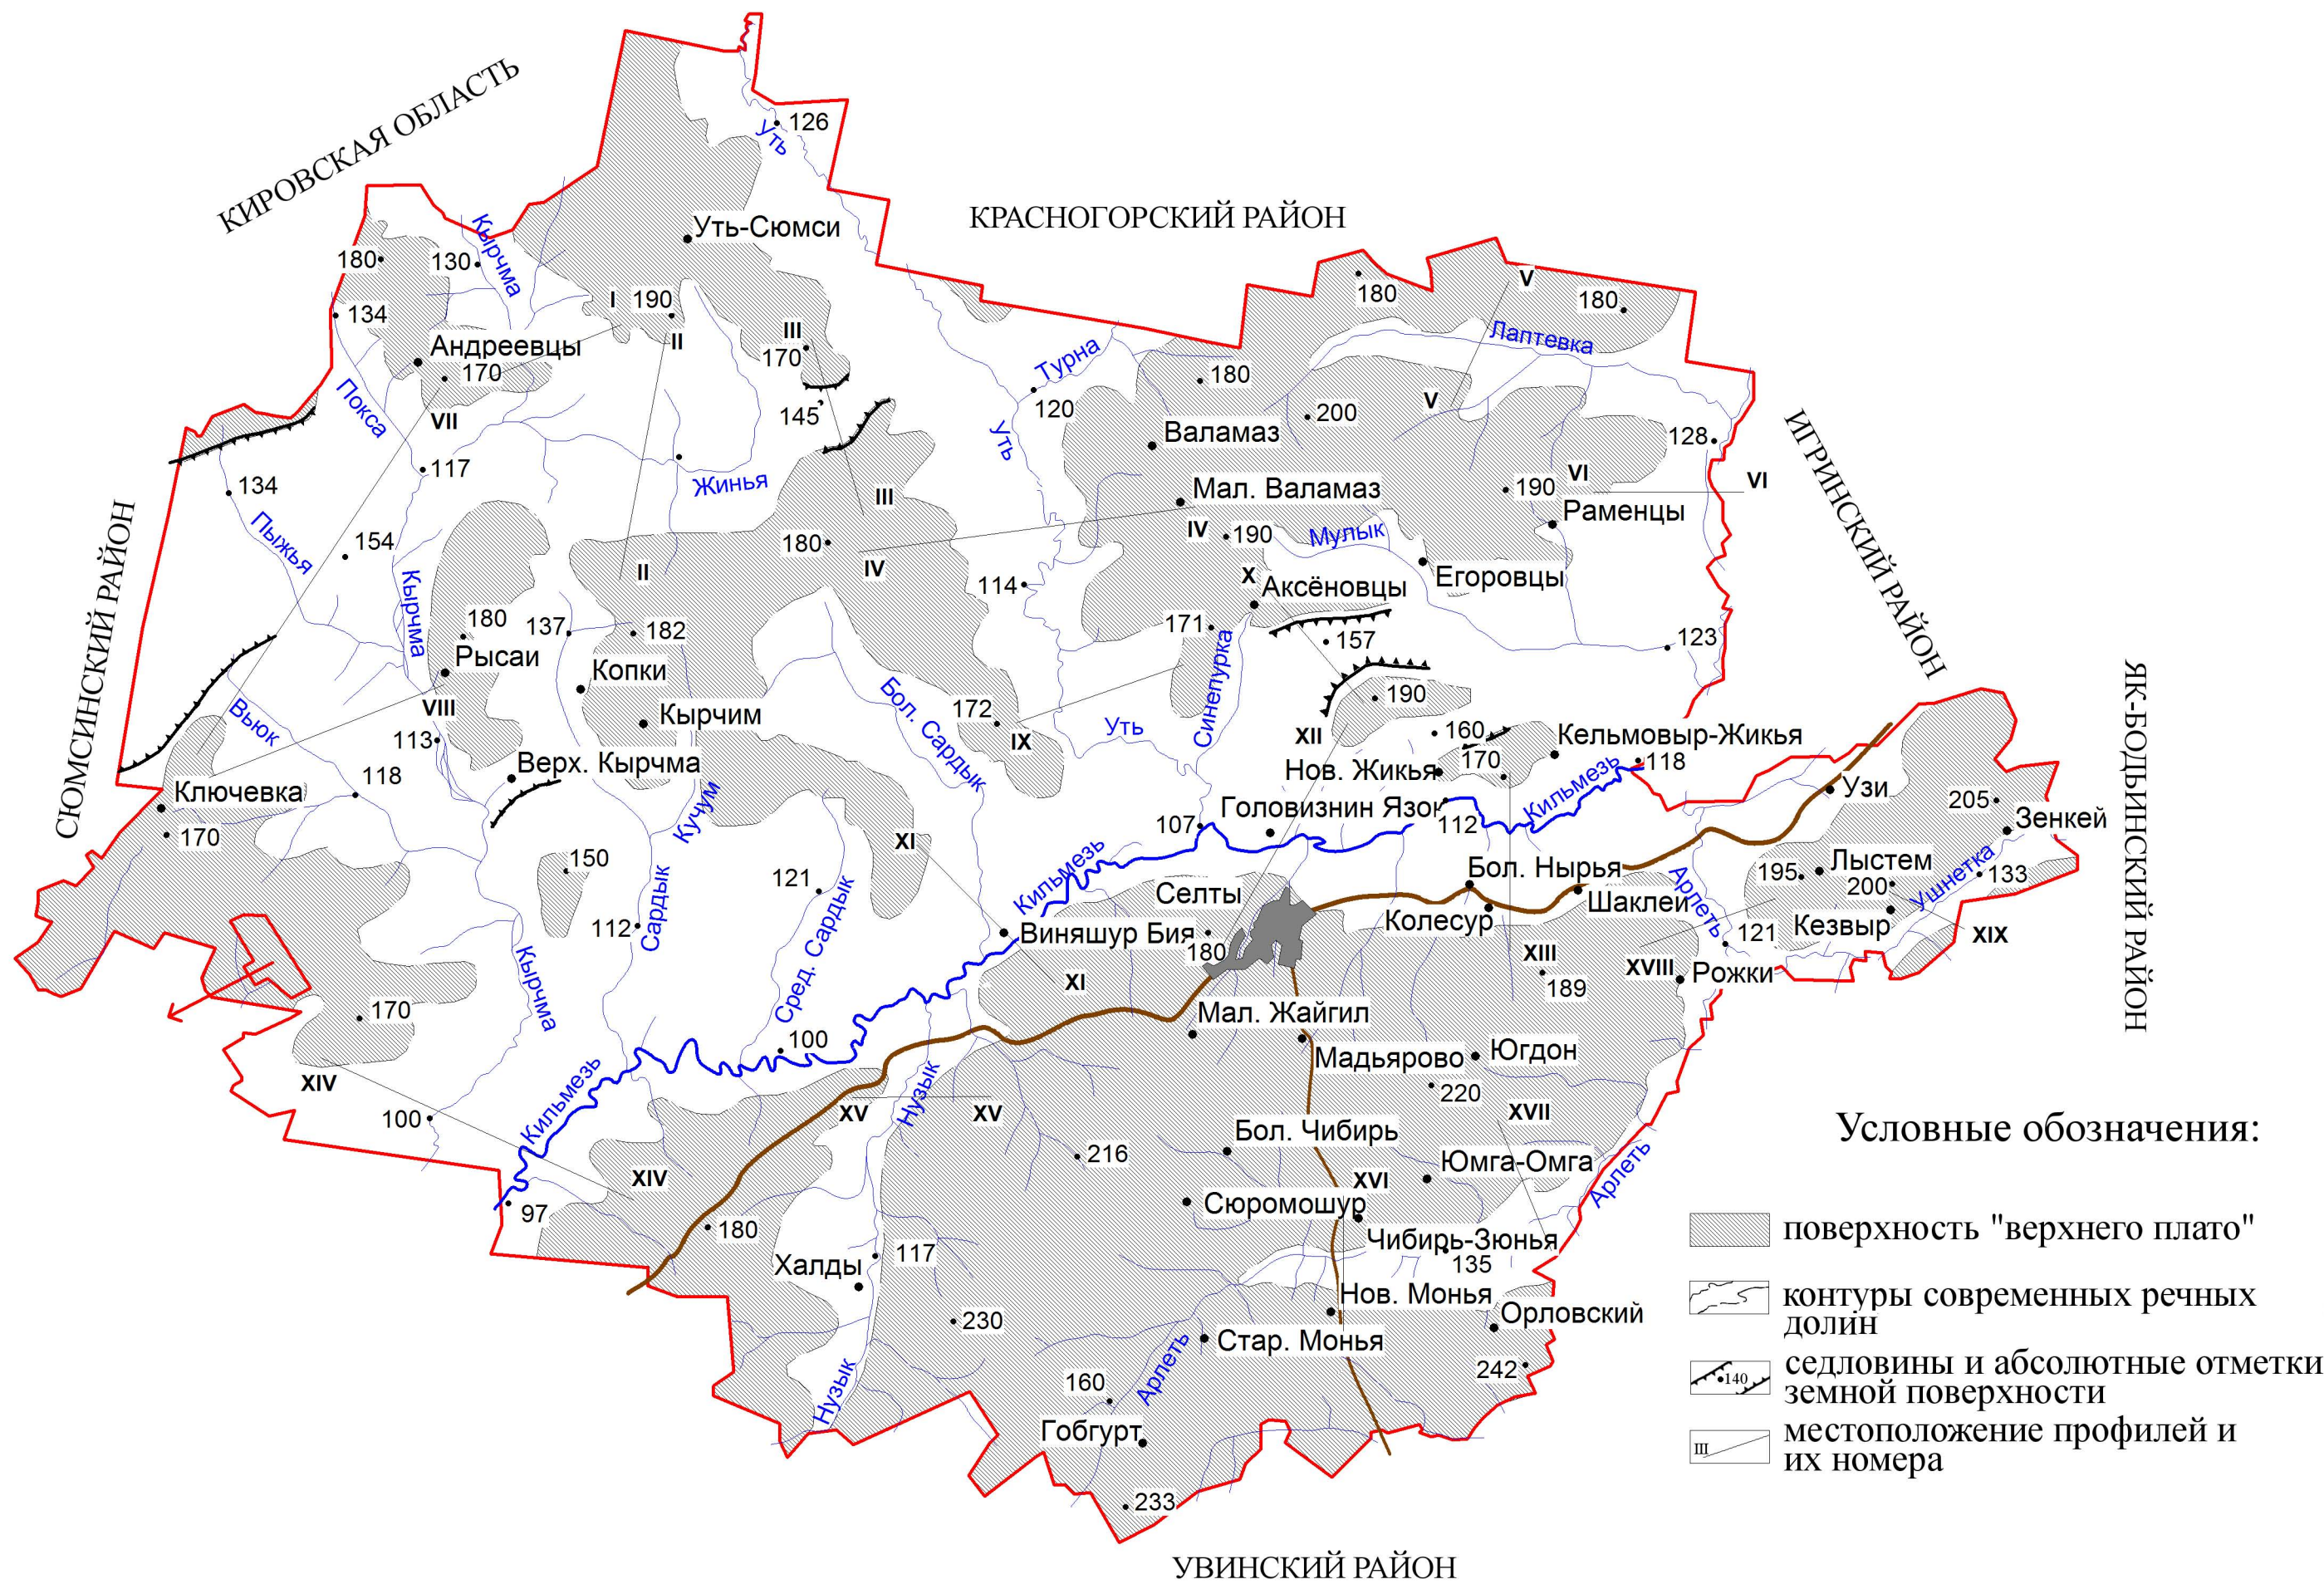 КИРОВСКАЯ ОБЛАСТЬ
Уть
126
КРАСНОГОРСКИЙ РАЙОН
Уть-Сюмси
Кырчма
180
130
134
I
190
II
III
170
V
180
180
Лаптевка
Турна
Андреевцы
170
Покса
VII
145
Уть
120
180
200
V
Валамаз
128
ИГРИНСКИЙ РАЙОН
117
134
Жинья
III
Мал. Валамаз
VI
VI
190
Раменцы
Пыжья
154
180
IV
IV
190
Мулык
II
Кырчма
114
X
Аксёновцы
Егоровцы
СЮМСИНСКИЙ РАЙОН
180
137
182
171
157
123
Рысаи
Копки
Синепурка
ЯК-БОДЬИНСКИЙ РАЙОН
Вьюк
VIII
Кырчим
Бол. Сардык
172
IX
Уть
190
XII
160
Кельмовыр-Жикья
113
Верх. Кырчма
Нов. Жикья
170
118
Ключевка
118
Кучум
Головизнин Язок
112
Кильмезь
Узи
205
Зенкей
170
107
XI
150
121
Кильмезь
Селты
Бол. Нырья
195
Лыстем
200
Ушнетка
133
Сардык
112
Сред. Сардык
Виняшур Бия
180
Колесур
Шаклеи
Арлеть
121
Кезвыр
XIX
Кырчма
XI
XIII
189
XVIII
Рожки
170
Мал. Жайгил
100
Мадьярово
Югдон
XIV
Кильмезь
Нузык
220
100
XV
XV
XVII
Условные обозначения:
216
Бол. Чибирь
XIV
XVI
Юмга-Омга
Арлеть
97
180
Сюромошур
поверхность "верхнего плато"
117
Чибирь-Зюнья
135
Халды
Нов. Монья
контуры современных речных
долин
230
Орловский
Стар. Монья
Арлеть
седловины и абсолютные отметки
140
земной поверхности
242
Нузык
160
Гобгурт
местоположение профилей и
III
их номера
233
УВИНСКИЙ РАЙОН